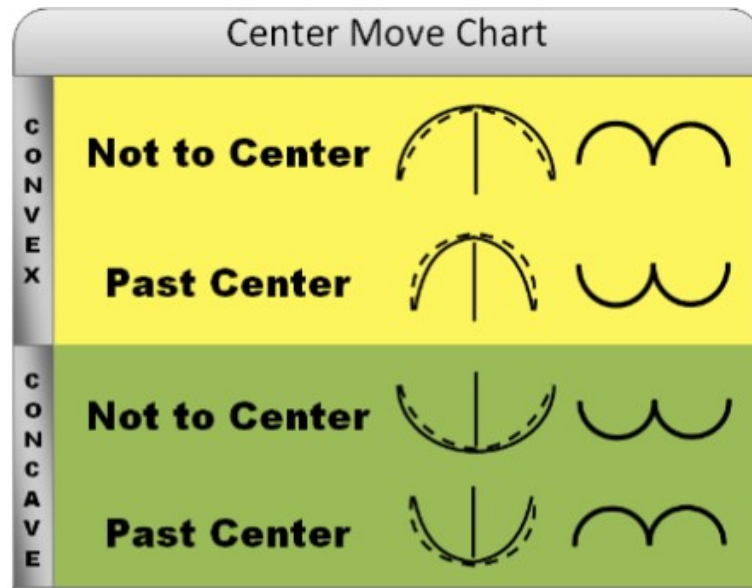 Center Move Chart
CONVEX
Not to Center
Past Center
CONCAVE
Not to Center
Past Center